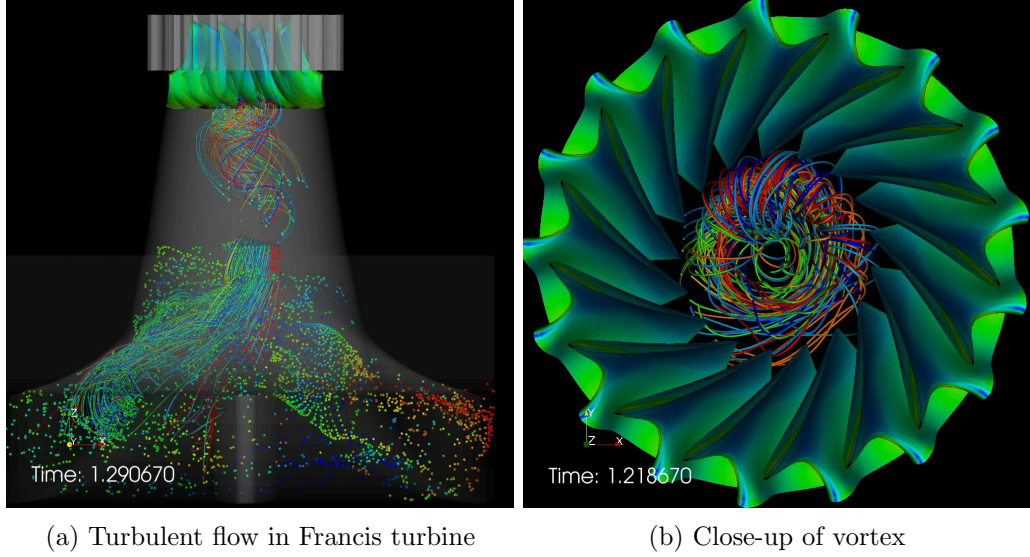 Z
Y X
Time: 1.290670
Y
Z X
Time: 1.218670
(a) Turbulent flow in Francis turbine
(b) Close-up of vortex